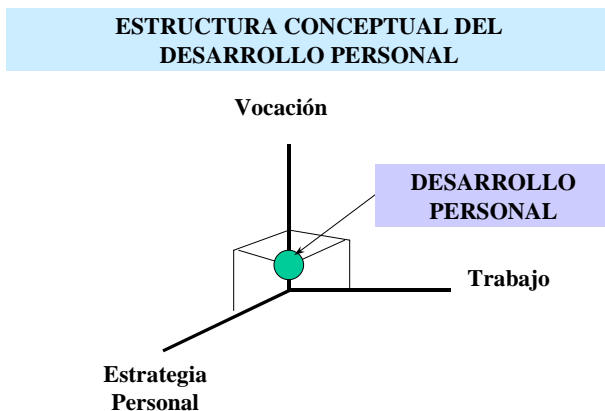 ESTRUCTURA CONCEPTUAL DEL
DESARROLLO PERSONAL
Vocación
DESARROLLO
PERSONAL
Trabajo
Estrategia
Personal